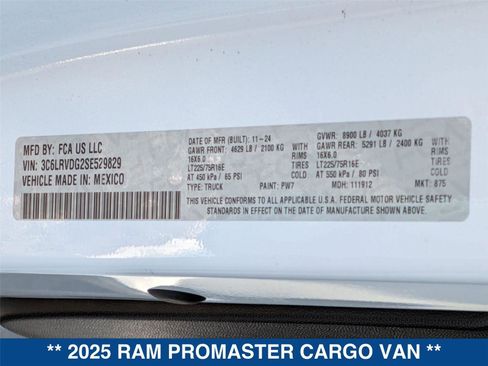 MFD BY: FCA US LLC
VIN: 3C6LRVDG2SE529829
VEHICLE MADE IN: MEXICO
DATE OF MFR (BUILT): 11-24
GAWR FRONT: 4629 LB / 2100 KG
16X6.0 RIMS
LT225/75R16E TIRES
AT 450 kPa / 65 PSI
TYPE: TRUCK PAINT: PW7
GVWR: 8900 LB / 4037 KG
GAWR REAR: 5291 LB / 2400 KG
16X6.0 RIMS
LT225/75R16E TIRES
AT 550 kPa / 80 PSI
MDH: 111912 MKT: 875
THIS VEHICLE CONFORMS TO ALL APPLICABLE U.S.A. FEDERAL MOTOR VEHICLE SAFETY
STANDARDS IN EFFECT ON THE DATE OF MANUFACTURE SHOWN ABOVE.
** 2025 RAM PROMASTER CARGO VAN **